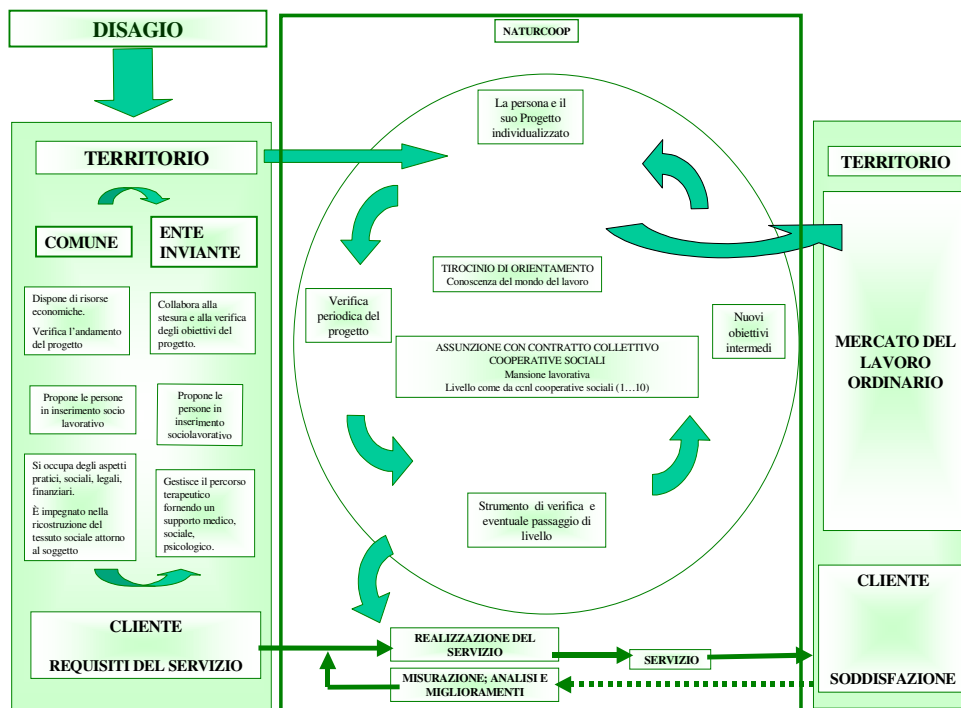 DISAGIO
TERRITORIO
COMUNE
ENTE
INVIANTE
Dispone di risorse
economiche.
Verifica l'andamento
del progetto
Collabora alla
stesura e alla verifica
degli obiettivi del
progetto.
Propone le persone
in inserimento socio
lavorativo
Propone le
persone in
inserimento
sociolavorativo
Si occupa degli aspetti
pratici, sociali, legali,
finanziari.
È impegnato nella
ricostruzione del
tessuto sociale attorno
al soggetto
Gestisce il percorso
terapeutico
fornendo un
supporto medico,
sociale,
psicologico.
CLIENTE
REQUISITI DEL SERVIZIO
NATURCOOP
La persona e il
suo Progetto
individualizzato
TIROCINIO DI ORIENTAMENTO
Conoscenza del mondo del lavoro
Verifica
periodica del
progetto
Nuovi
obiettivi
intermedi
ASSUNZIONE CON CONTRATTO COLLETTIVO
COOPERATIVE SOCIALI
Mansione lavorativa
Livello come da ccnl cooperative sociali (1…10)
Strumento di verifica e
eventuale passaggio di
livello
REALIZZAZIONE DEL
SERVIZIO
SERVIZIO
MISURAZIONE; ANALISI E
MIGLIORAMENTI
TERRITORIO
MERCATO DEL
LAVORO
ORDINARIO
CLIENTE
SODDISFAZIONE